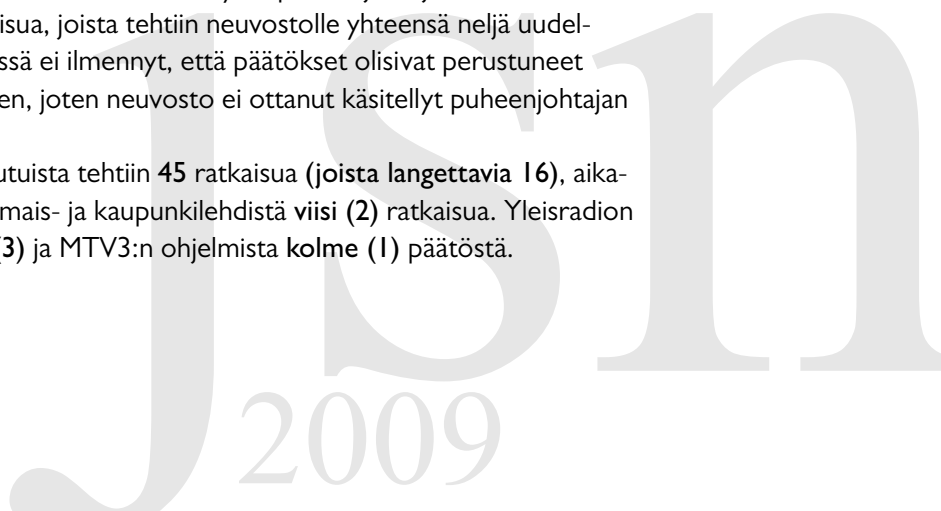 isua, joista tehtiin neuvostolle yhteensä neljä uudel-
ssä ei ilmennyt, että päätökset olisivat perustuneet
en, joten neuvosto ei ottanut käsitellyt puheenjohtajan
utuista tehtiin 45 ratkaisua (joista langettavia 16), aika-
mais- ja kaupunkilehdistä viisi (2) ratkaisua. Yleisradion
(3) ja MTV3:n ohjelmista kolme (1) päätöstä.
jsn
2009